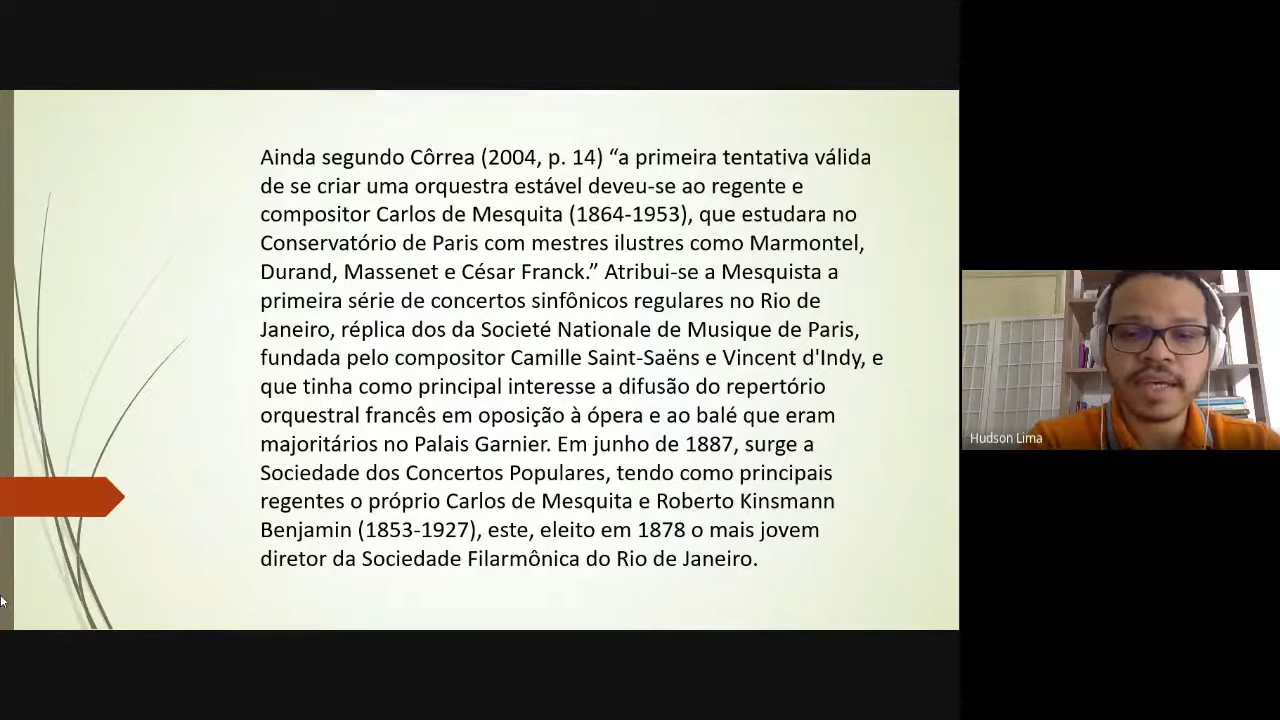 Ainda segundo Côrrea (2004, p. 14) “a primeira tentativa válida
de se criar uma orquestra estável deveu-se ao regente e
compositor Carlos de Mesquita (1864-1953), que estudara no
Conservatório de Paris com mestres ilustres como Marmontel,
Durand, Massenet e César Franck.” Atribui-se a Mesquista a
primeira série de concertos sinfônicos regulares no Rio de
Janeiro, réplica dos da Societé Nationale de Musique de Paris,
fundada pelo compositor Camille Saint-Saëns e Vincent d'Indy, e
que tinha como principal interesse a difusão do repertório
orquestral francês em oposição à ópera e ao balé que eram
majoritários no Palais Garnier. Em junho de 1887, surge a
Sociedade dos Concertos Populares, tendo como principais
regentes o próprio Carlos de Mesquita e Roberto Kinsmann
Benjamin (1853-1927), este, eleito em 1878 o mais jovem
diretor da Sociedade Filarmônica do Rio de Janeiro.
Hudson Lima